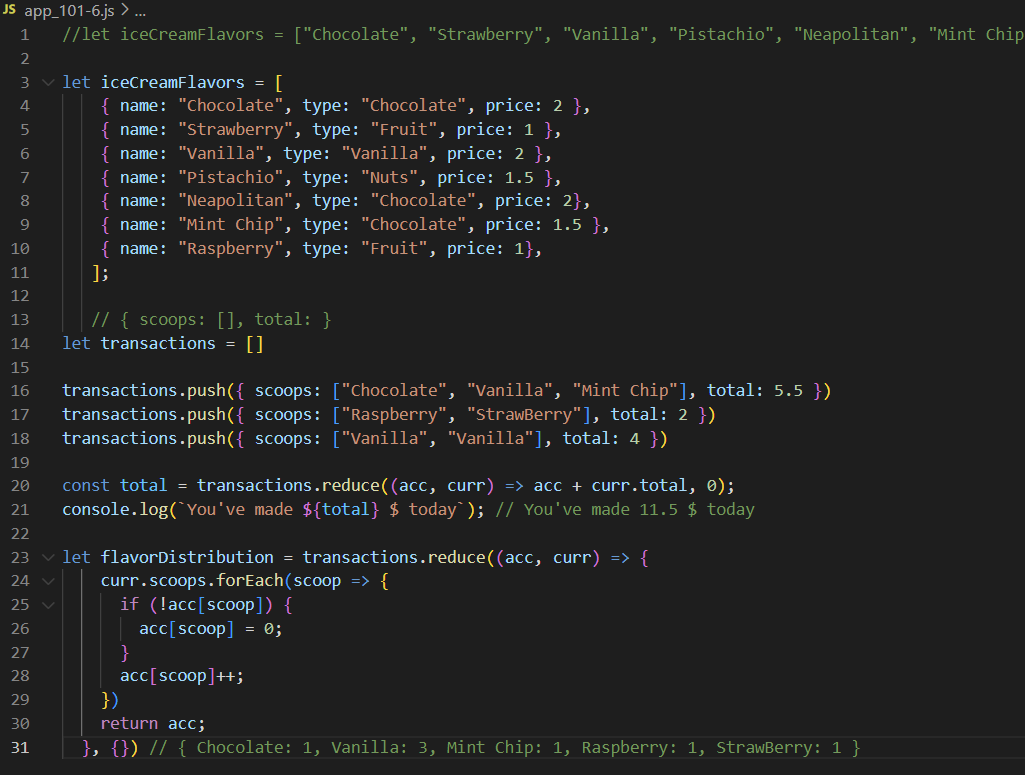 JS app_101-6.js > ...
1 //let iceCreamFlavors = ["Chocolate", "Strawberry", "Vanilla", "Pistachio", "Neapolitan", "Mint Chip
2
3 let iceCreamFlavors = [
4 { name: "Chocolate", type: "Chocolate", price: 2 },
5 { name: "Strawberry", type: "Fruit", price: 1 },
6 { name: "Vanilla", type: "Vanilla", price: 2 },
7 { name: "Pistachio", type: "Nuts", price: 1.5 },
8 { name: "Neapolitan", type: "Chocolate", price: 2},
9 { name: "Mint Chip", type: "Chocolate", price: 1.5 },
10 { name: "Raspberry", type: "Fruit", price: 1},
11 ];
12
13 // { scoops: [], total: }
14 let transactions = []
15
16 transactions.push({ scoops: ["Chocolate", "Vanilla", "Mint Chip"], total: 5.5 })
17 transactions.push({ scoops: ["Raspberry", "StrawBerry"], total: 2 })
18 transactions.push({ scoops: ["Vanilla", "Vanilla"], total: 4 })
19
20 const total = transactions.reduce((acc, curr) => acc + curr.total, 0);
21 console.log(`You've made ${total} $ today`); // You've made 11.5 $ today
22
23 let flavorDistribution = transactions.reduce((acc, curr) => {
24 curr.scoops.forEach(scoop => {
25 if (!acc[scoop]) {
26 acc[scoop] = 0;
27 }
28 acc[scoop]++;
29 })
30 return acc;
31 }, {}) // { Chocolate: 1, Vanilla: 3, Mint Chip: 1, Raspberry: 1, StrawBerry: 1 }